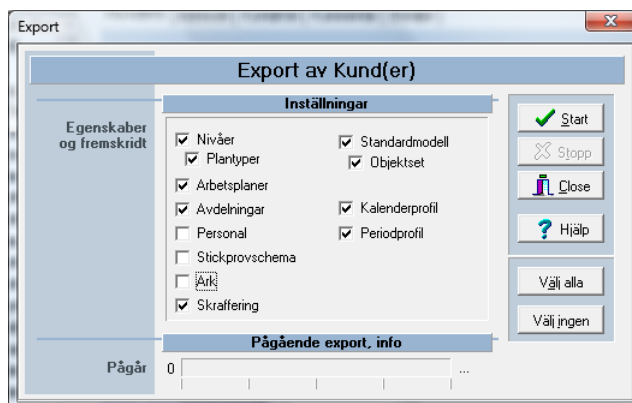 Export
Export av Kund(er)
Egenskaber
og fremskridt
Inställningar
Nivåer
Plantyper
Arbetsplaner
Avdelningar
Personal
Stickprovschema
Ark
Skraffering
Standardmodell
Objektset
Kalenderprofil
Periodprofil
Start
Stopp
Close
Hjälp
Välj alla
Välj ingen
Pågående export, info
Pågår 0 ...